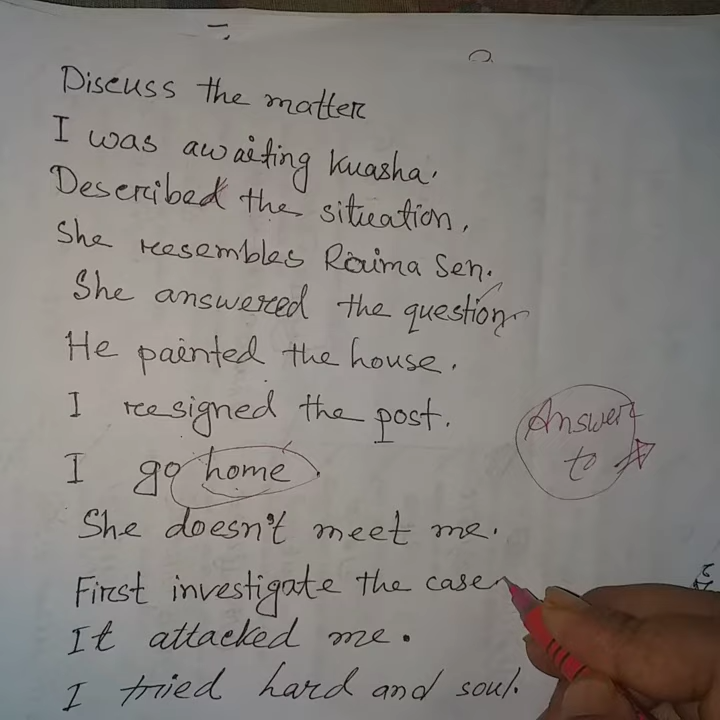 Discuss the matter
I was awaiting Kuasha.
Described the situation.
She resembles Raima Sen.
She answered the question
He painted the house.
I resigned the post.
Answer
to
I go home.
She doesn't meet me.
First investigate the case
It attacked me.
I tried hard and soul.